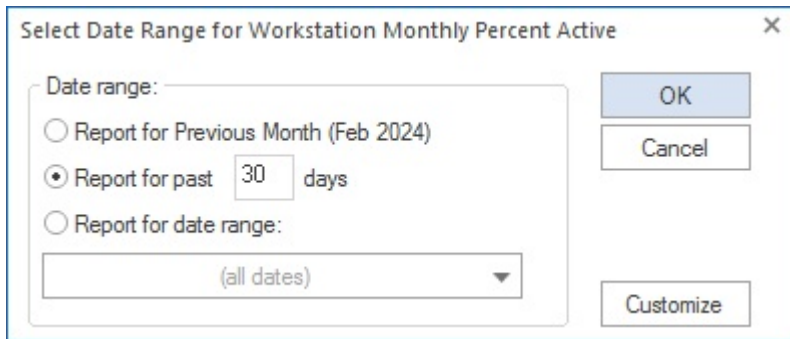 Select Date Range for Workstation Monthly Percent Active
Date range:
Report for Previous Month (Feb 2024)
Report for past 30 days
Report for date range:
(all dates)
OK
Cancel
Customize